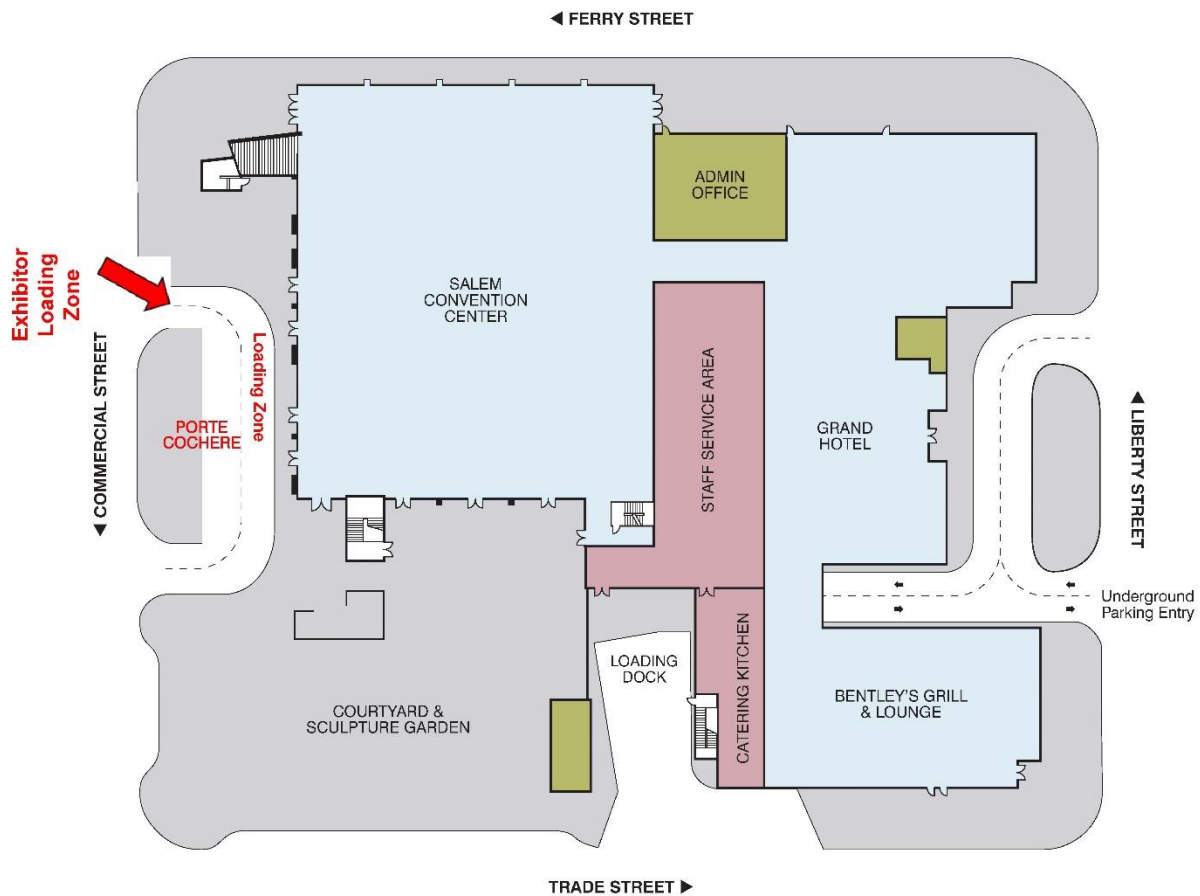 ◄ FERRY STREET
ADMIN
OFFICE
Exhibitor
Loading
Zone
SALEM
CONVENTION
CENTER
Loading Zone
◄ COMMERCIAL STREET
PORTE
COCHERE
STAFF SERVICE AREA
GRAND
HOTEL
◄ LIBERTY STREET
Underground
Parking Entry
LOADING
DOCK
CATERING KITCHEN
BENTLEY'S GRILL
& LOUNGE
COURTYARD &
SCULPTURE GARDEN
TRADE STREET ►